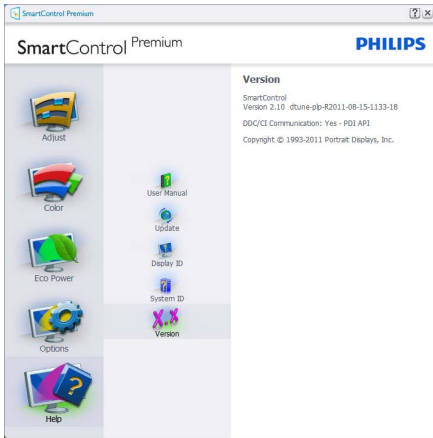 SmartControl Premium
SmartControl Premium
PHILIPS
Adjust
Color
Eco Power
Options
Help
User Manual
Update
Display ID
System ID
X.X
Version
Version
SmartControl
Version 2.10 dtune-plp-R2011-08-15-1133-18
DDC/CI Communication: Yes - PDI API
Copyright © 1993-2011 Portrait Displays, Inc.